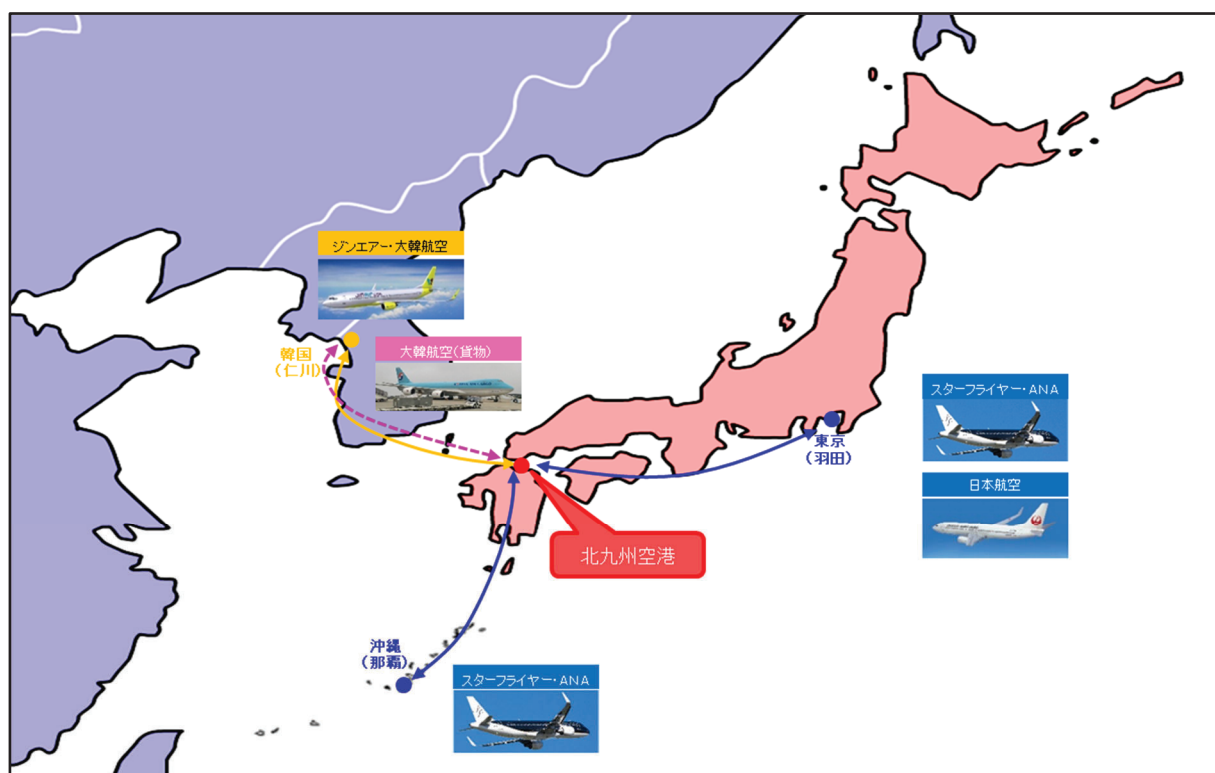 ジンエアー・大韓航空
韓国
（仁川）
大韓航空（貨物）
スターフライヤー・ANA
東京
（羽田）
日本航空
北九州空港
沖縄
（那覇）
スターフライヤー・ANA